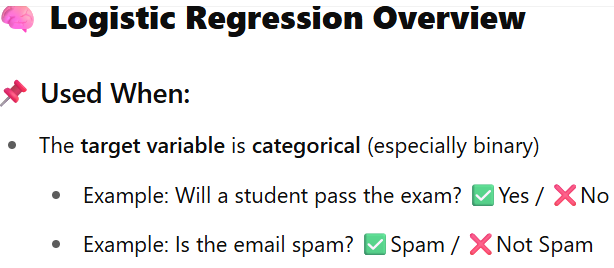 🧠 Logistic Regression Overview
📌 Used When:
• The target variable is categorical (especially binary)
• Example: Will a student pass the exam? ✅ Yes / ❌ No
• Example: Is the email spam? ✅ Spam / ❌ Not Spam